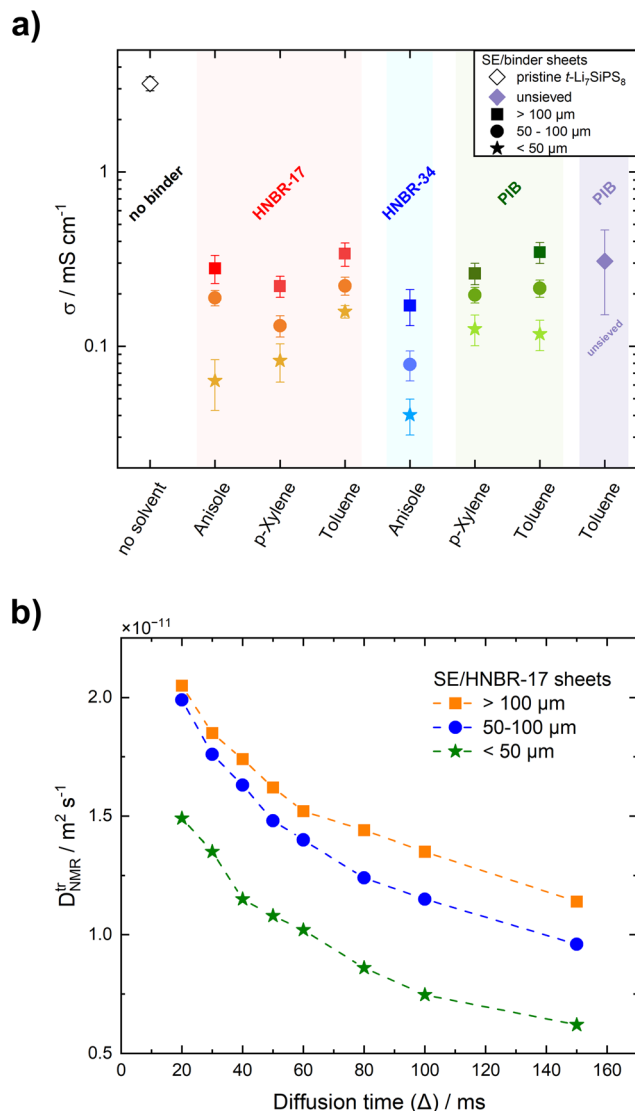 a)
SE/binder sheets
pristine t-Li₇SiPS₈
unsieved
> 100 µm
50 - 100 µm
< 50 µm
no binder
HNBR-17
HNBR-34
PIB
PIB
unsieved
1
0.1
σ / mS cm⁻¹
no solvent
Anisole
p-Xylene
Toluene
Anisole
p-Xylene
Toluene
Toluene
b)
×10⁻¹¹
SE/HNBR-17 sheets
> 100 µm
50-100 µm
< 50 µm
2.0
1.5
1.0
0.5
D^tr_NMR / m² s⁻¹
0 20 40 60 80 100 120 140 160
Diffusion time (Δ) / ms